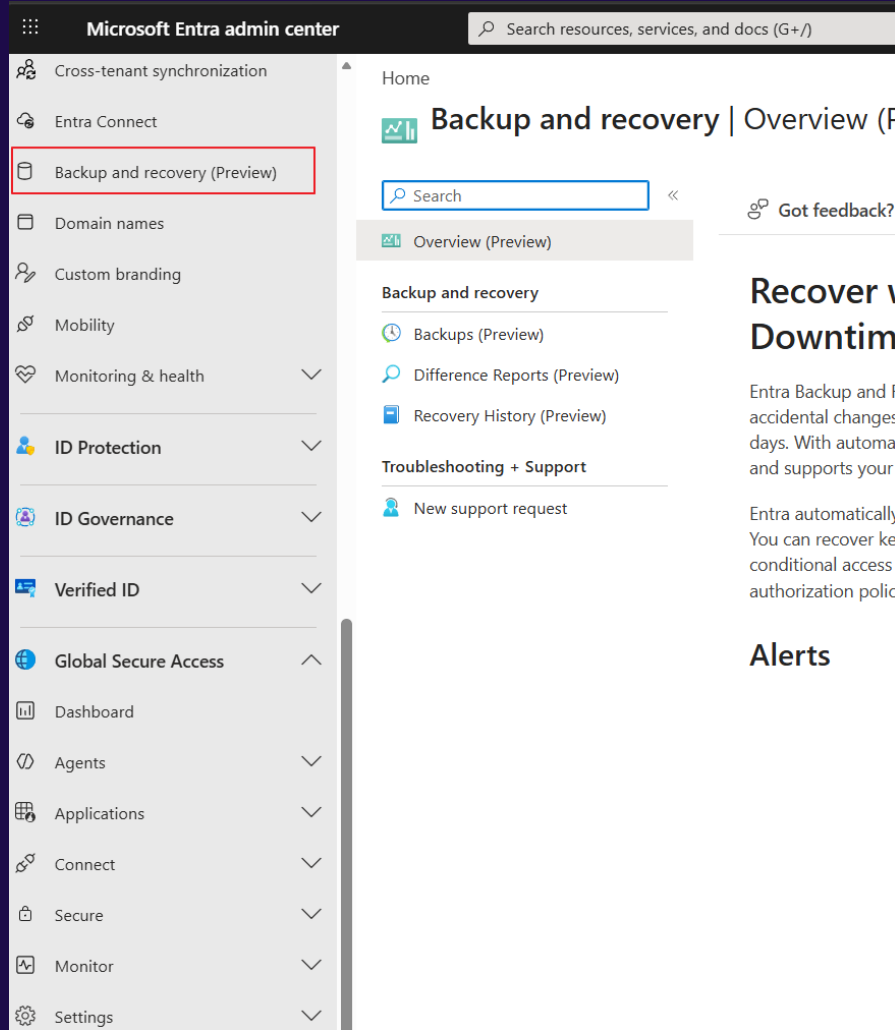 Microsoft Entra admin center
Search resources, services, and docs (G+/)
Cross-tenant synchronization
Entra Connect
Backup and recovery (Preview)
Domain names
Custom branding
Mobility
Monitoring & health
ID Protection
ID Governance
Verified ID
Global Secure Access
Dashboard
Agents
Applications
Connect
Secure
Monitor
Settings
Home
Backup and recovery | Overview (
Search
«
Overview (Preview)
Backup and recovery
Backups (Preview)
Difference Reports (Preview)
Recovery History (Preview)
Troubleshooting + Support
New support request
Got feedback?
Recover
Downtim
Entra Backup and
accidental changes
days. With automa
and supports your
Entra automatically
You can recover ke
conditional access
authorization polic
Alerts